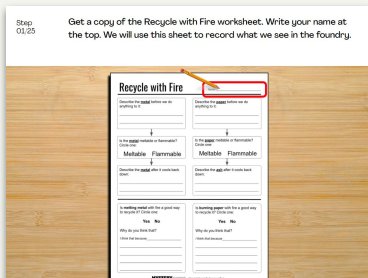 Step
01/25
Get a copy of the Recycle with Fire worksheet. Write your name at
the top. We will use this sheet to record what we see in the foundry.
Recycle with Fire
Describe the metal before we do
anything to it
Describe the paper before we do
anything to it
Is the metal meltable or flammable?
Circle one:
Meltable Flammable
Is the paper meltable or flammable?
Circle one:
Meltable Flammable
Describe the metal after it cools back
down:
Describe the ash after it cools back
down:
Is melting metal with fire a good way
to recycle it? Circle one:
Yes No
Why do you think that?
I think that because
Is burning paper with fire a good way
to recycle it? Circle one:
Yes No
Why do you think that?
I think that because
MYSTERY